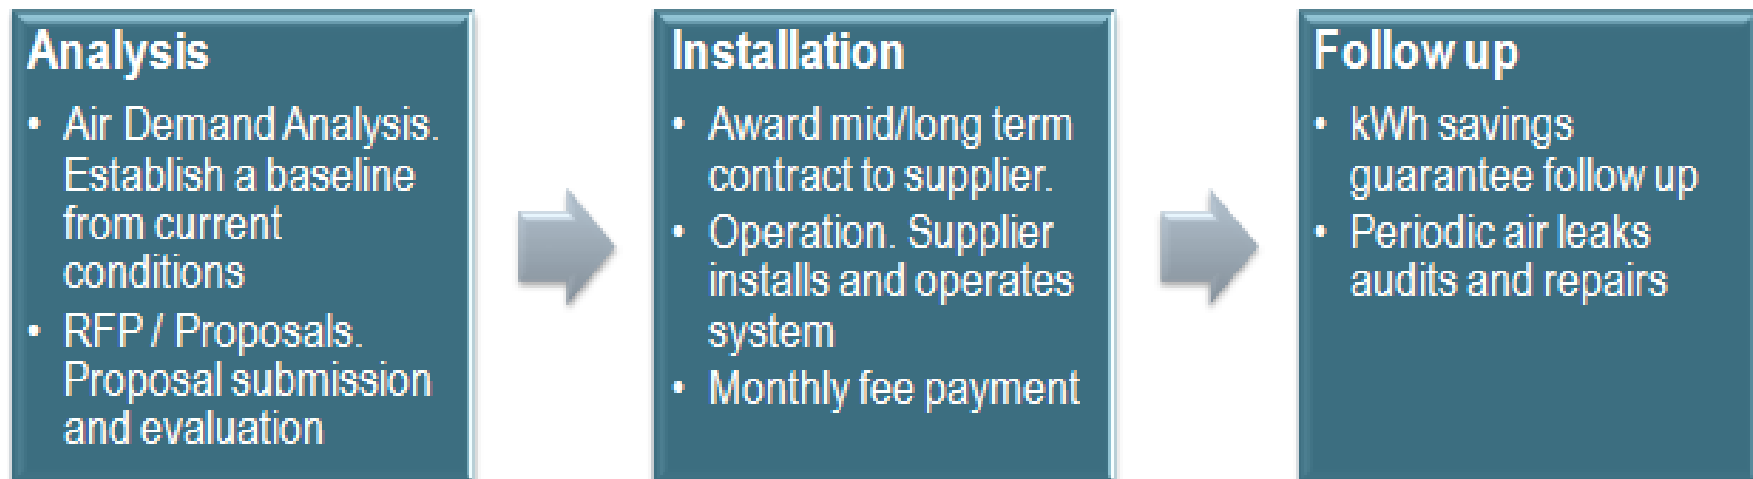 Analysis
• Air Demand Analysis.
Establish a baseline
from current
conditions
• RFP / Proposals.
Proposal submission
and evaluation
Installation
• Award mid/long term
contract to supplier.
• Operation. Supplier
installs and operates
system
• Monthly fee payment
Follow up
• kWh savings
guarantee follow up
• Periodic air leaks
audits and repairs